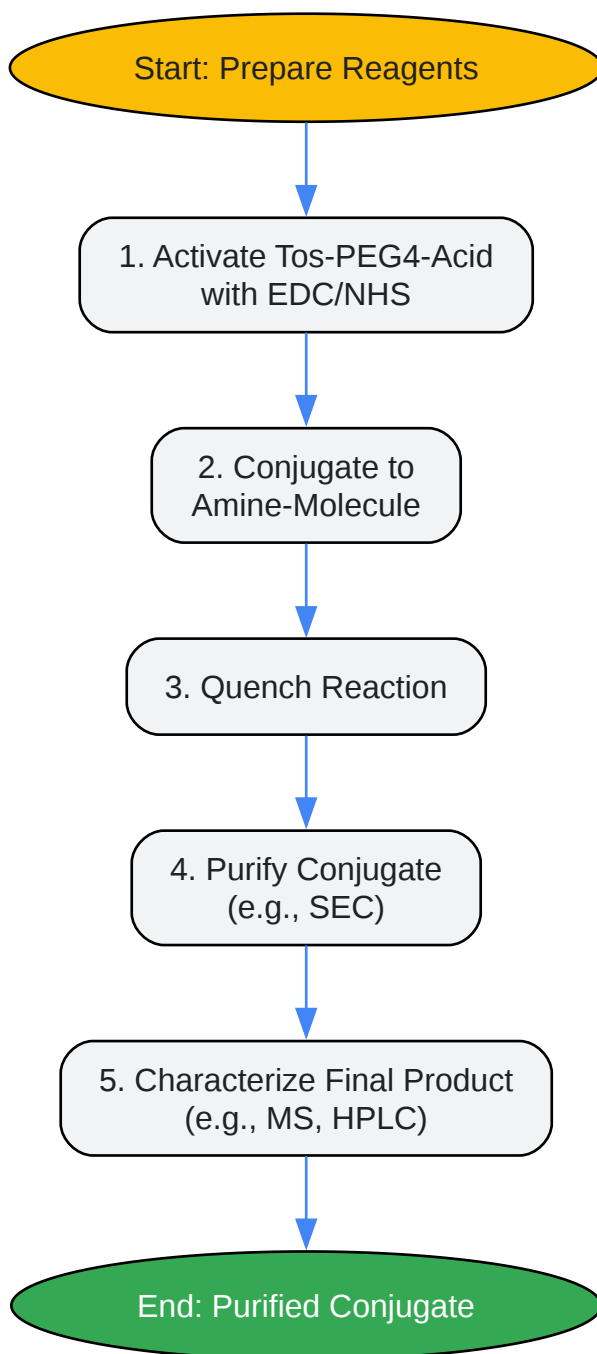 Start: Prepare Reagents
1. Activate Tos-PEG4-Acid
with EDC/NHS
2. Conjugate to
Amine-Molecule
3. Quench Reaction
4. Purify Conjugate
(e.g., SEC)
5. Characterize Final Product
(e.g., MS, HPLC)
End: Purified Conjugate